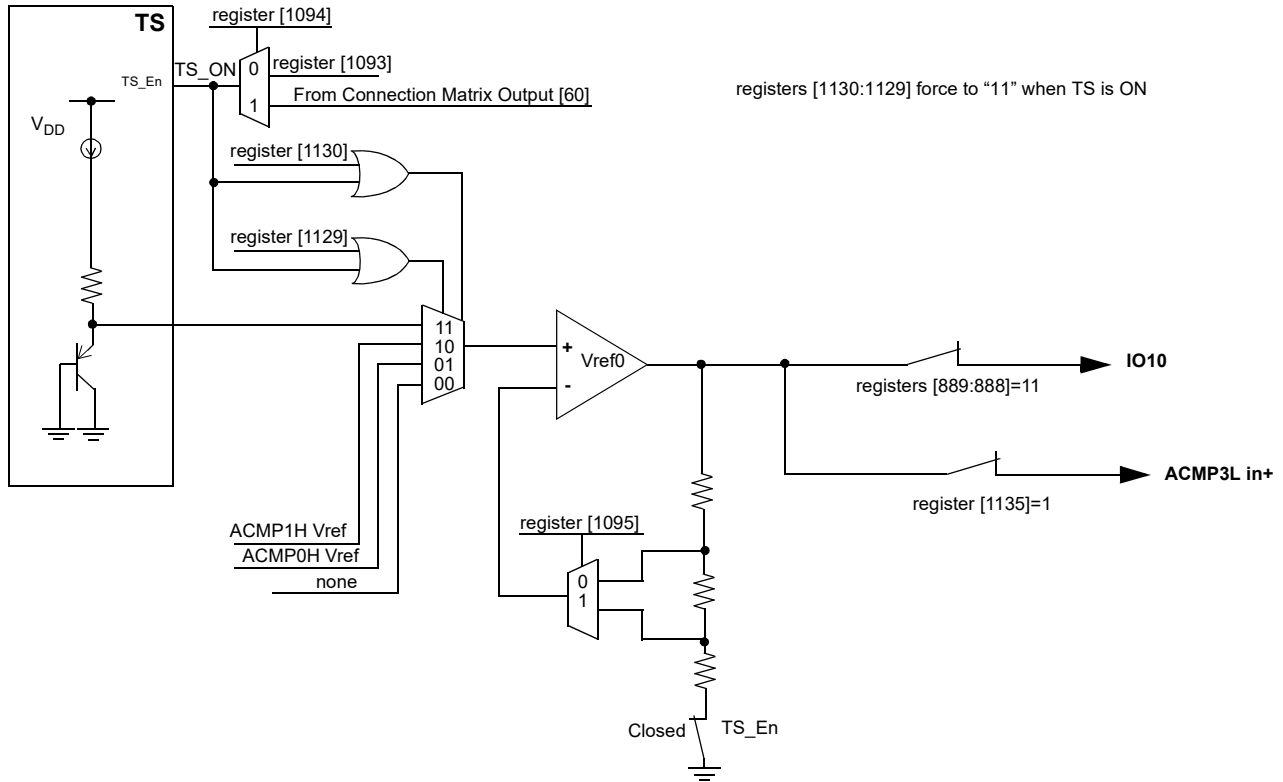 TS
register [1094]
TS_En
TS_ON
0
register [1093]
1
From Connection Matrix Output [60]
registers [1130:1129] force to “11” when TS is ON
VDD
register [1130]
register [1129]
11
10
01
00
+
Vref0
-
IO10
registers [889:888]=11
ACMP3L in+
register [1135]=1
ACMP1H Vref
ACMP0H Vref
none
register [1095]
0
1
Closed
TS_En